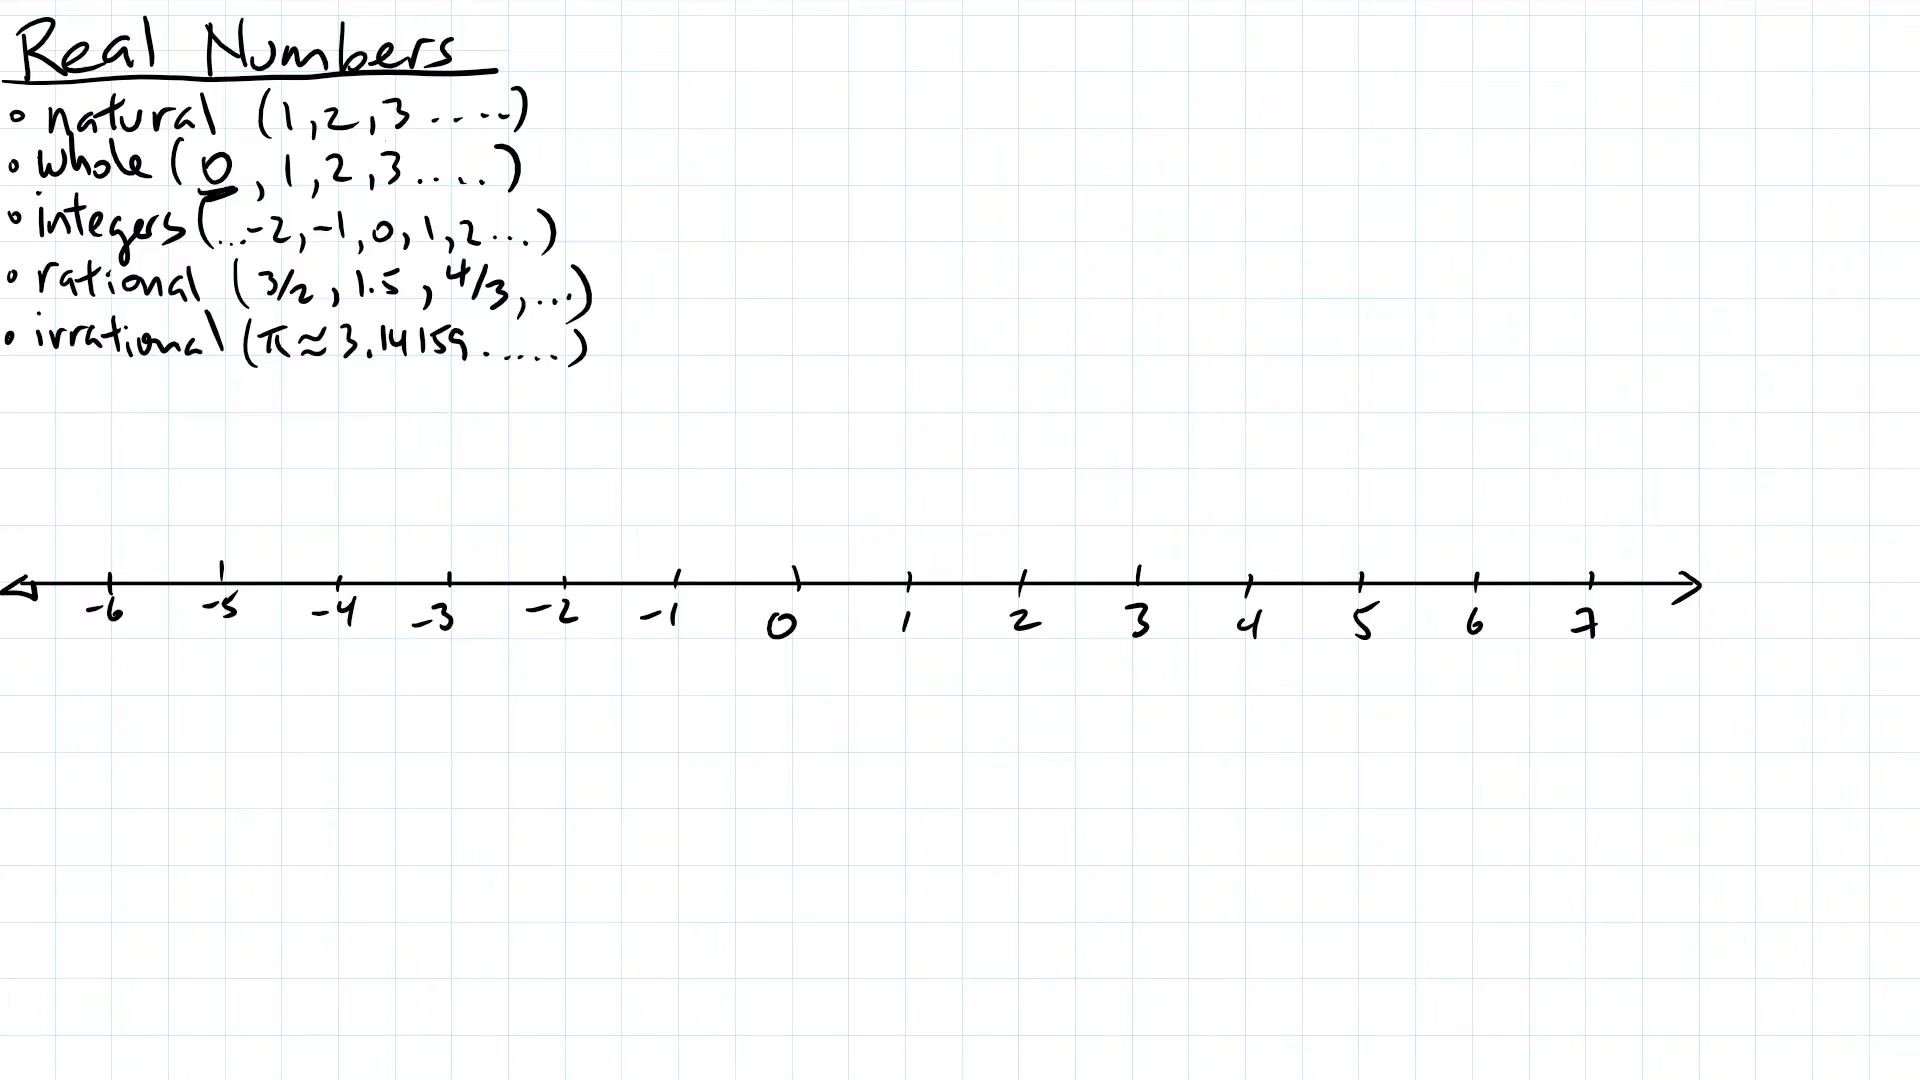 Real Numbers
• natural (1,2,3.....)
• whole (0,1,2,3....)
• integers (...-2,-1,0,1,2...)
• rational (3/2, 1.5, 4/3, ...)
• irrational (π≈3.14159......)
-6 -5 -4 -3 -2 -1 0 1 2 3 4 5 6 7